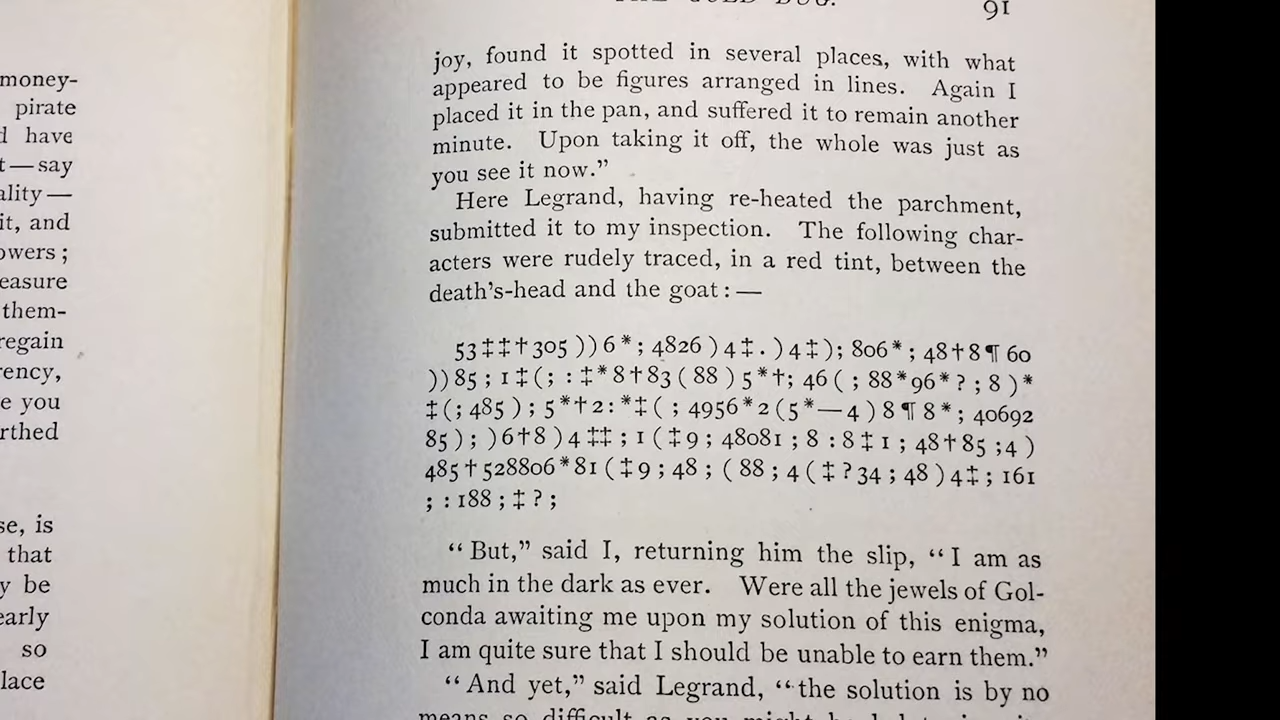 THE GOLD BUG.
91
money-
pirate
have
t — say
ality —
it, and
owers ;
easure
them-
regain
rency,
e you
rthed
se, is
that
y be
early
so
lace
joy, found it spotted in several places, with what
appeared to be figures arranged in lines. Again I
placed it in the pan, and suffered it to remain another
minute. Upon taking it off, the whole was just as
you see it now.”
Here Legrand, having re-heated the parchment,
submitted it to my inspection. The following char-
acters were rudely traced, in a red tint, between the
death's-head and the goat : —
53‡‡†305 ) ) 6 * ; 4826 ) 4 ‡ . ) 4 ‡ ) ; 806 * ; 48 † 8 ¶ 60
) ) 85 ; 1 ‡ ( ; : ‡ * 8 † 83 ( 88 ) 5 * † ; 46 ( ; 88 * 96 * ? ; 8 ) *
‡ ( ; 485 ) ; 5 * † 2 : * ‡ ( ; 4956 * 2 ( 5 * — 4 ) 8 ¶ 8 * ; 40692
85 ) ; ) 6 † 8 ) 4 ‡‡ ; 1 ( ‡ 9 ; 48081 ; 8 : 8 ‡ 1 ; 48 † 85 ; 4 )
485 † 528806 * 81 ( ‡ 9 ; 48 ; ( 88 ; 4 ( ‡ ? 34 ; 48 ) 4 ‡ ; 161
; : 188 ; ‡ ? ;
“ But,” said I, returning him the slip, “ I am as
much in the dark as ever. Were all the jewels of Gol-
conda awaiting me upon my solution of this enigma,
I am quite sure that I should be unable to earn them.”
“ And yet,” said Legrand, “ the solution is by no
means so difficult as you might